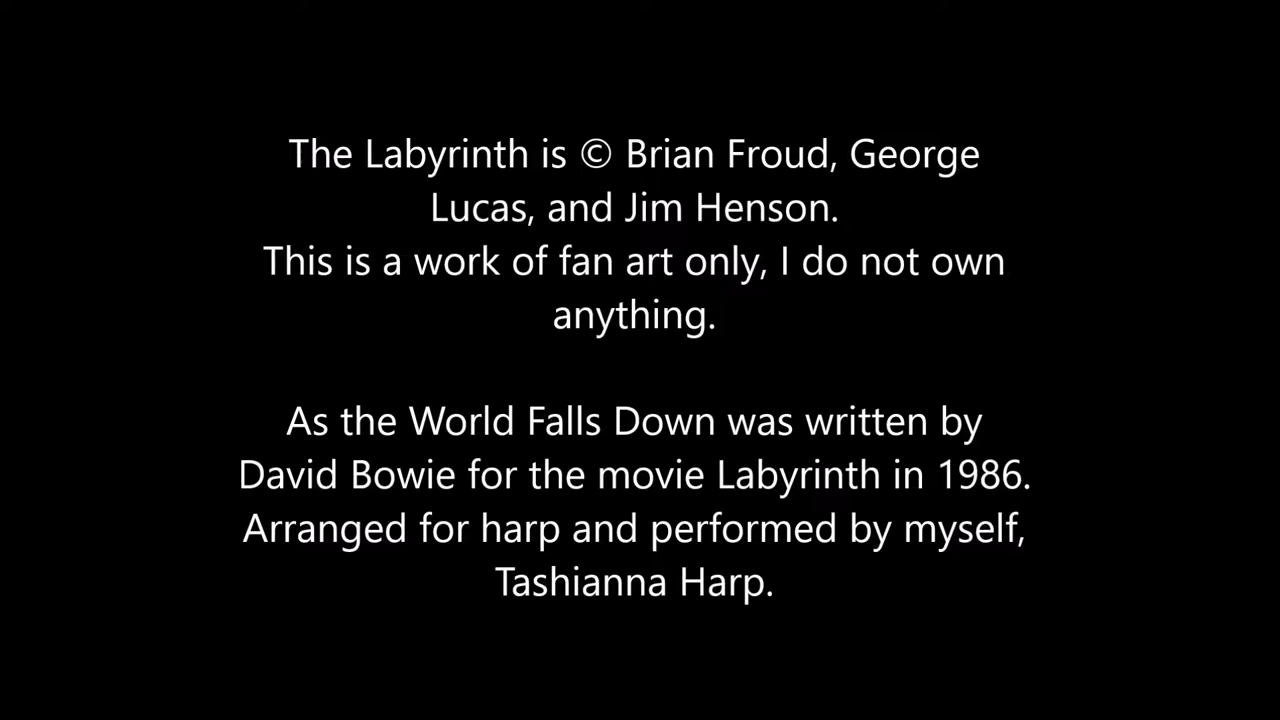 The Labyrinth is © Brian Froud, George
Lucas, and Jim Henson.
This is a work of fan art only, I do not own
anything.
As the World Falls Down was written by
David Bowie for the movie Labyrinth in 1986.
Arranged for harp and performed by myself,
Tashianna Harp.